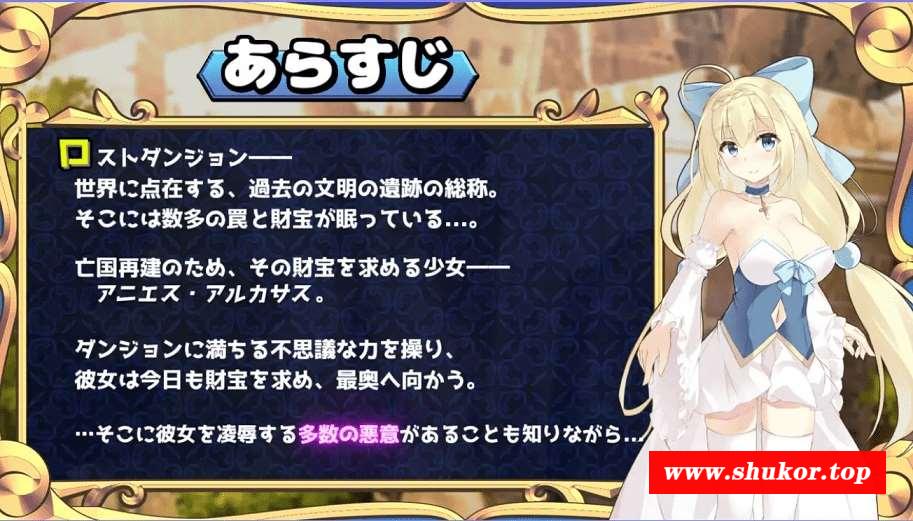 あらすじ
ロストダンジョン――
世界に点在する、過去の文明の遺跡の総称。
そこには数多の罠と財宝が眠っている…。
亡国再建のため、その財宝を求める少女――
アニエス・アルカサス。
ダンジョンに満ちる不思議な力を操り、
彼女は今日も財宝を求め、最奥へ向かう。
…そこに彼女を凌辱する多数の悪意があることも知りながら…
www.shukor.top